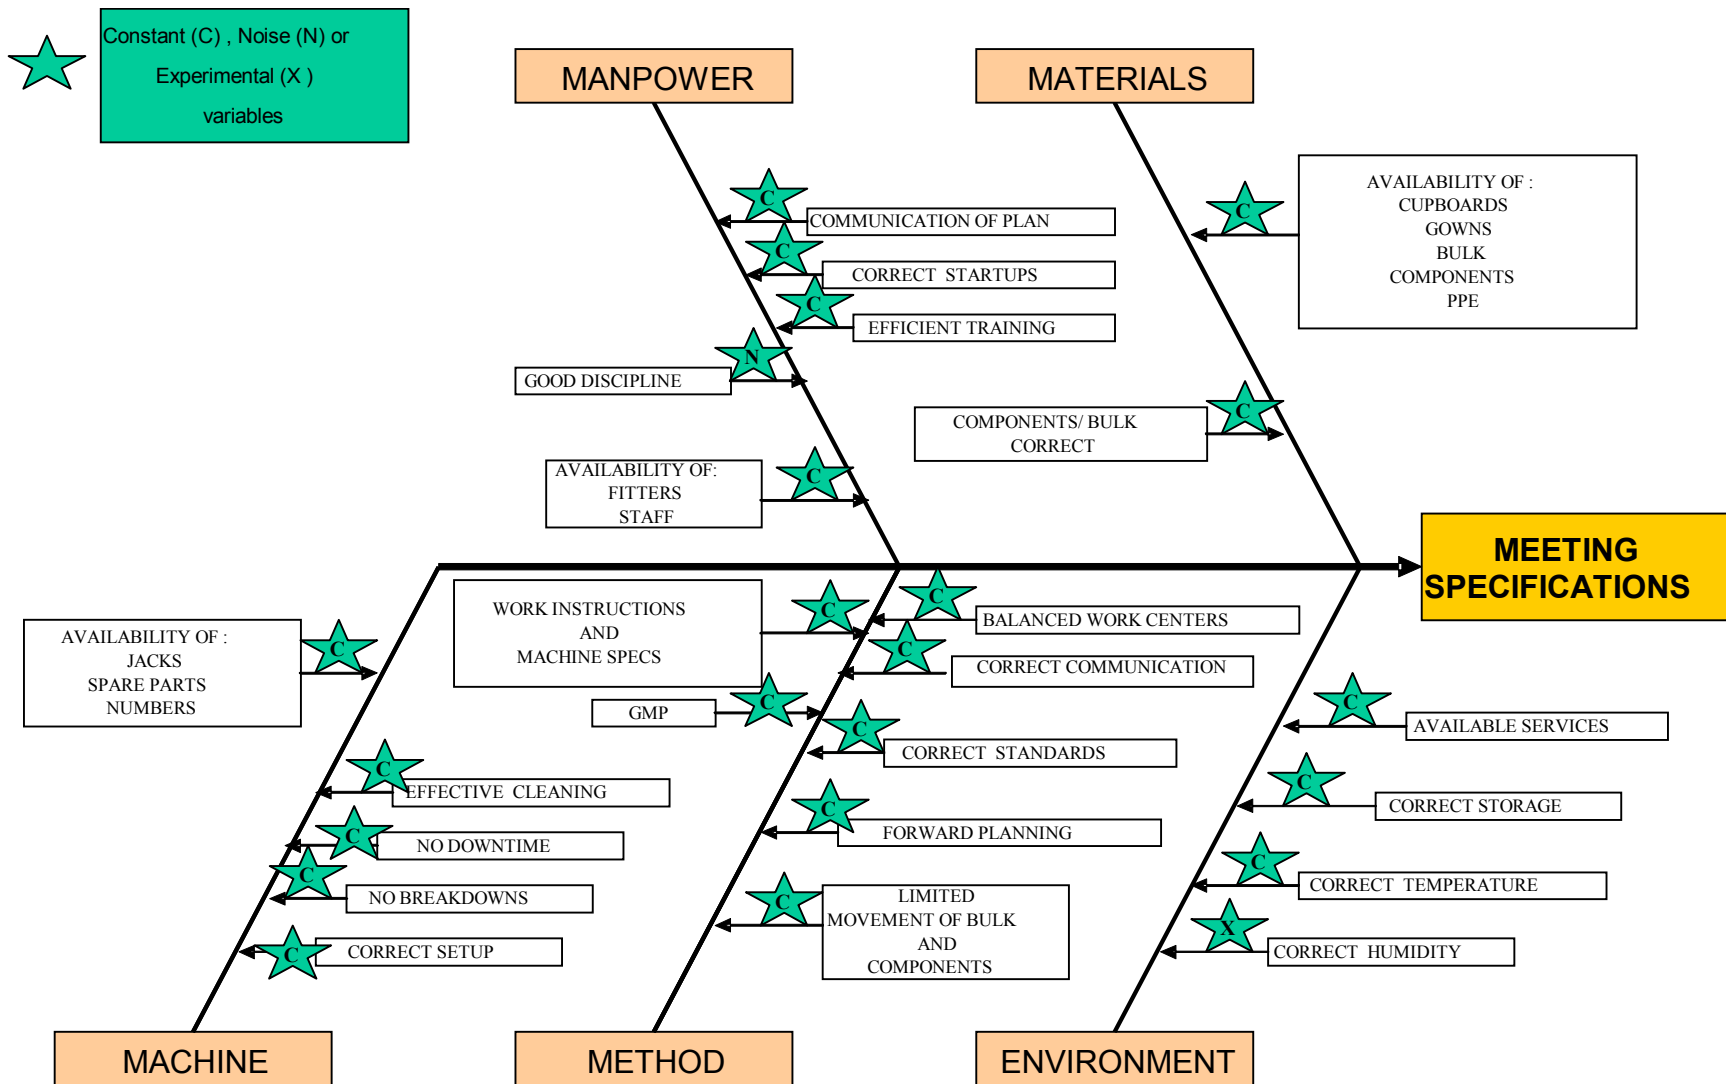 Constant (C) , Noise (N) or
Experimental (X )
variables
MANPOWER
MATERIALS
C
COMMUNICATION OF PLAN
C
CORRECT STARTUPS
C
EFFICIENT TRAINING
N
GOOD DISCIPLINE
C
AVAILABILITY OF:
FITTERS
STAFF
C
AVAILABILITY OF :
CUPBOARDS
GOWNS
BULK
COMPONENTS
PPE
C
COMPONENTS/ BULK
CORRECT
MEETING
SPECIFICATIONS
C
AVAILABILITY OF :
JACKS
SPARE PARTS
NUMBERS
C
EFFECTIVE CLEANING
C
NO DOWNTIME
C
NO BREAKDOWNS
C
CORRECT SETUP
C
WORK INSTRUCTIONS
AND
MACHINE SPECS
C
BALANCED WORK CENTERS
C
CORRECT COMMUNICATION
C
GMP
C
CORRECT STANDARDS
C
FORWARD PLANNING
C
LIMITED
MOVEMENT OF BULK
AND
COMPONENTS
C
AVAILABLE SERVICES
C
CORRECT STORAGE
C
CORRECT TEMPERATURE
X
CORRECT HUMIDITY
MACHINE
METHOD
ENVIRONMENT